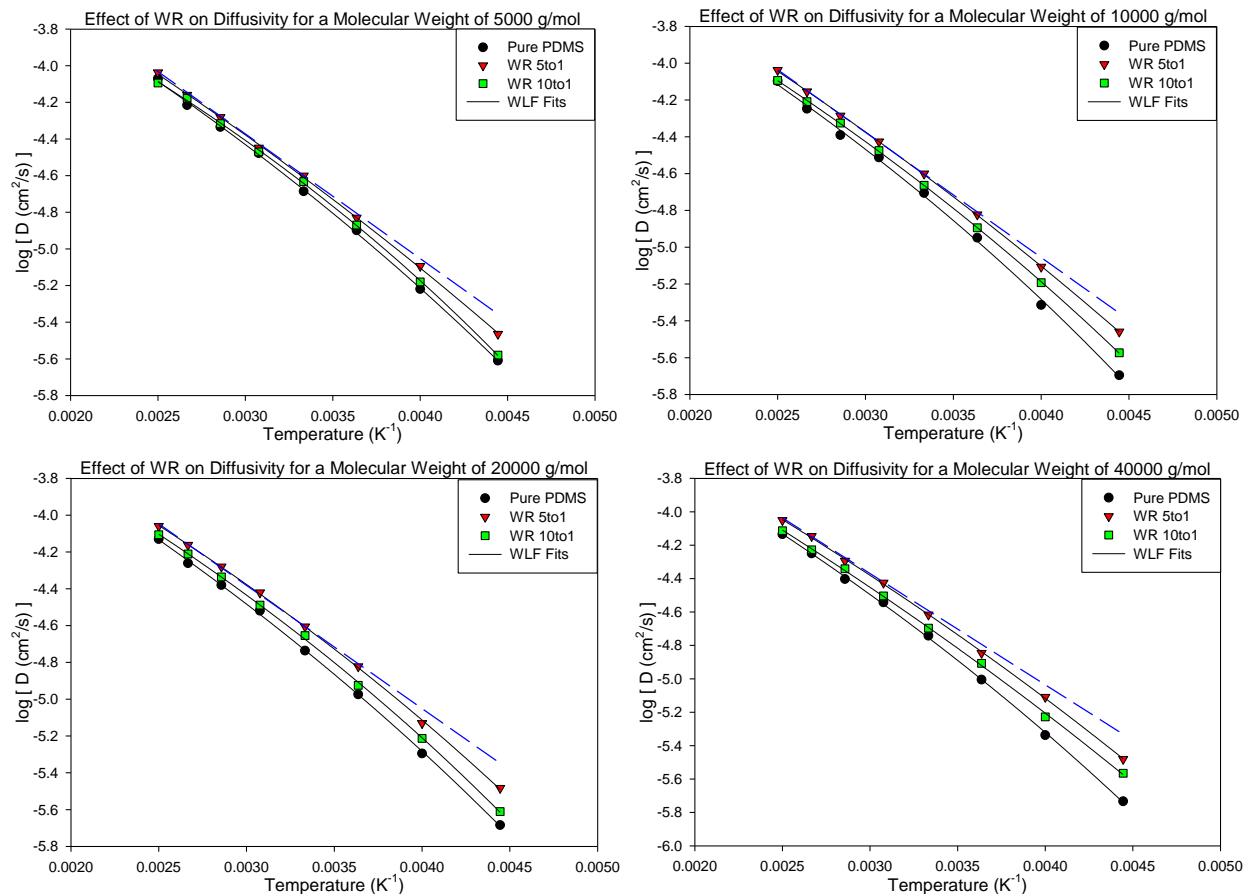 Effect of WR on Diffusivity for a Molecular Weight of 5000 g/mol
-3.8
-4.0
-4.2
-4.4
-4.6
-4.8
-5.0
-5.2
-5.4
-5.6
-5.8
log [ D (cm²/s) ]
Pure PDMS
WR 5to1
WR 10to1
WLF Fits
0.0020 0.0025 0.0030 0.0035 0.0040 0.0045 0.0050
Temperature (K⁻¹)
Effect of WR on Diffusivity for a Molecular Weight of 10000 g/mol
-3.8
-4.0
-4.2
-4.4
-4.6
-4.8
-5.0
-5.2
-5.4
-5.6
-5.8
log [ D (cm²/s) ]
Pure PDMS
WR 5to1
WR 10to1
WLF Fits
0.0020 0.0025 0.0030 0.0035 0.0040 0.0045 0.0050
Temperature (K⁻¹)
Effect of WR on Diffusivity for a Molecular Weight of 20000 g/mol
-3.8
-4.0
-4.2
-4.4
-4.6
-4.8
-5.0
-5.2
-5.4
-5.6
-5.8
log [ D (cm²/s) ]
Pure PDMS
WR 5to1
WR 10to1
WLF Fits
0.0020 0.0025 0.0030 0.0035 0.0040 0.0045 0.0050
Temperature (K⁻¹)
Effect of WR on Diffusivity for a Molecular Weight of 40000 g/mol
-3.8
-4.0
-4.2
-4.4
-4.6
-4.8
-5.0
-5.2
-5.4
-5.6
-5.8
-6.0
log [ D (cm²/s) ]
Pure PDMS
WR 5to1
WR 10to1
WLF Fits
0.0020 0.0025 0.0030 0.0035 0.0040 0.0045 0.0050
Temperature (K⁻¹)